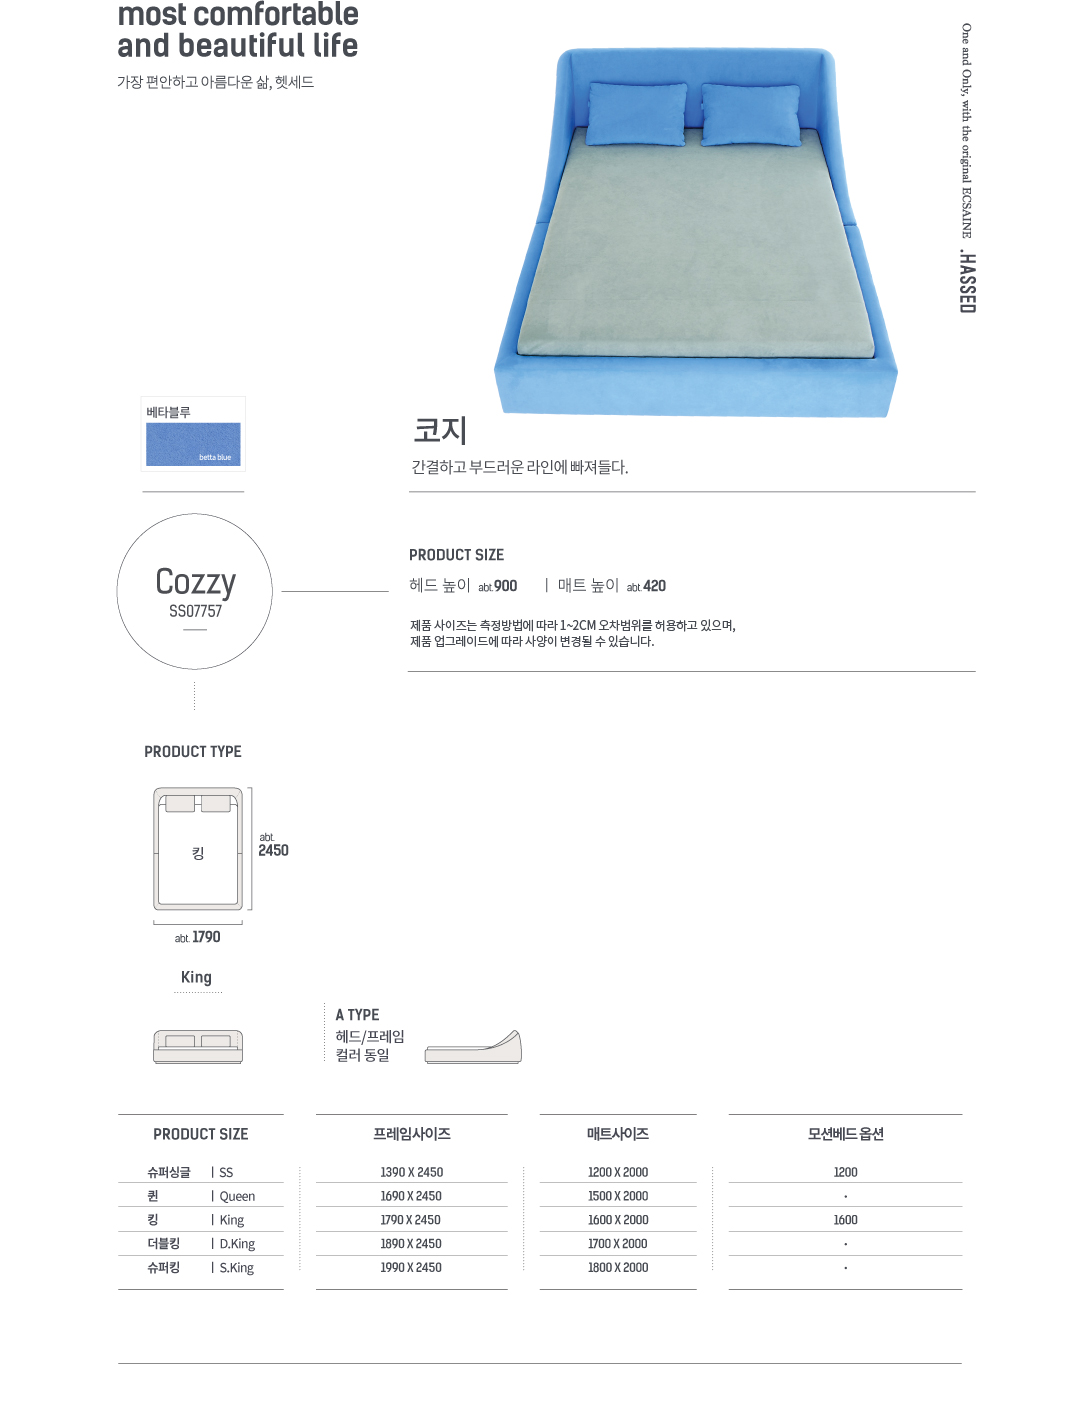 most comfortable
and beautiful life
가장 편안하고 아름다운 삶, 헷세드
One and Only, with the original ECSAINE .HASSED
베타블루
betta blue
코지
간결하고 부드러운 라인에 빠져들다.
Cozzy
SS07757
PRODUCT SIZE
헤드 높이 abt.900 | 매트 높이 abt.420
제품 사이즈는 측정방법에 따라 1~2CM 오차범위를 허용하고 있으며,
제품 업그레이드에 따라 사양이 변경될 수 있습니다.
PRODUCT TYPE
킹
abt.
2450
abt. 1790
King
A TYPE
헤드/프레임
컬러 동일
PRODUCT SIZE 프레임사이즈 매트사이즈 모션베드 옵션
슈퍼싱글 | SS 1390 X 2450 1200 X 2000 1200
퀸 | Queen 1690 X 2450 1500 X 2000 ·
킹 | King 1790 X 2450 1600 X 2000 1600
더블킹 | D.King 1890 X 2450 1700 X 2000 ·
슈퍼킹 | S.King 1990 X 2450 1800 X 2000 ·